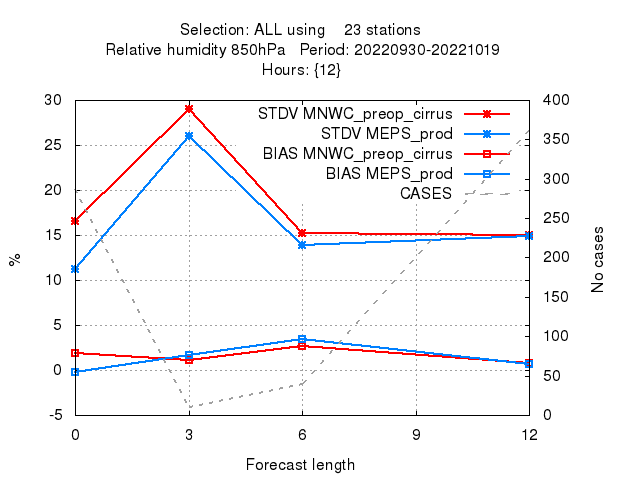 Selection: ALL using    23 stations
Relative humidity 850hPa   Period: 20220930-20221019
Hours: {12}
30
25
20
15
10
5
0
-5
%
400
350
300
250
200
150
100
50
0
No cases
STDV MNWC_preop_cirrus
STDV MEPS_prod
BIAS MNWC_preop_cirrus
BIAS MEPS_prod
CASES
0 3 6 9 12
Forecast length